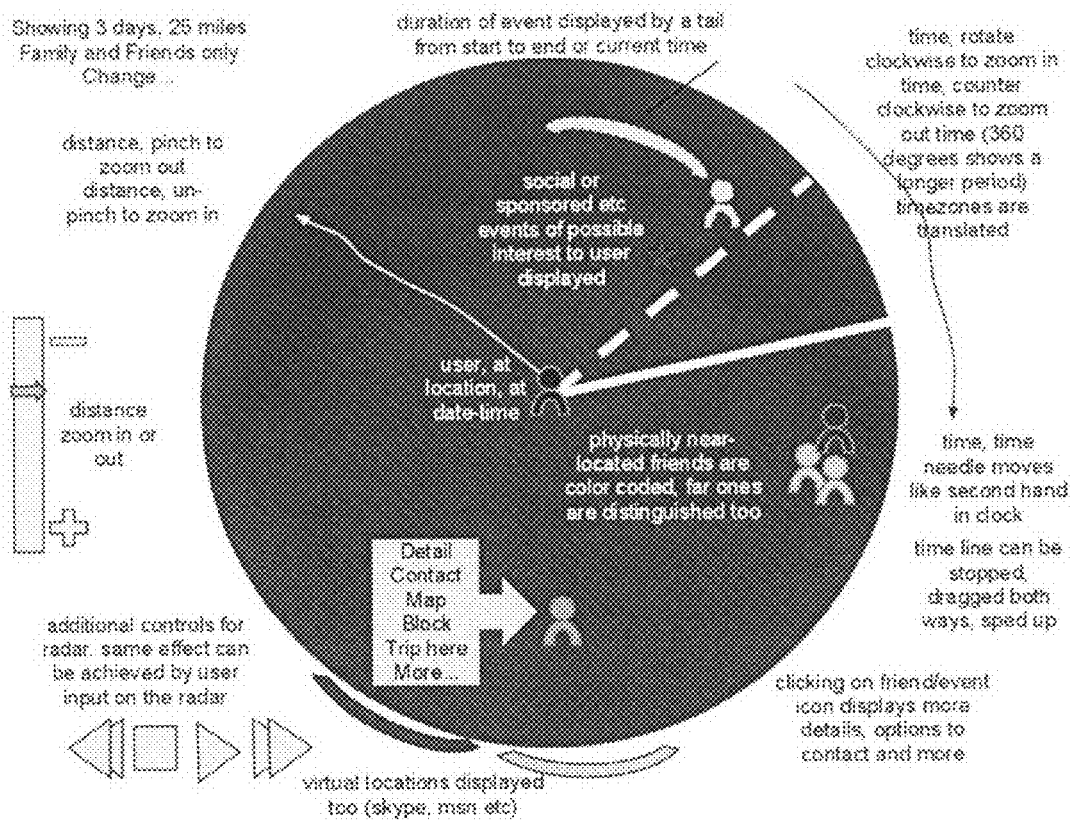 Showing 3 days, 25 miles
Family and Friends only
Change...
duration of event displayed by a tail
from start to end or current time
time, rotate
clockwise to zoom in
time, counter
clockwise to zoom
out time (360
degrees shows a
longer period)
timezones are
translated
distance, pinch to
zoom out
distance, un-
pinch to zoom in
social or
sponsored etc
events of possible
interest to user
displayed
user, at
location, at
date-time
distance
zoom in or
out
physically near-
located friends are
color coded, far ones
are distinguished too
time, time
needle moves
like second hand
in clock
time line can be
stopped,
dragged both
ways, sped up
Detail
Contact
Map
Block
Trip here
More...
additional controls for
radar, same effect can
be achieved by user
input on the radar
clicking on friend/event
icon displays more
details, options to
contact and more
virtual locations displayed
too (skype, msn etc)